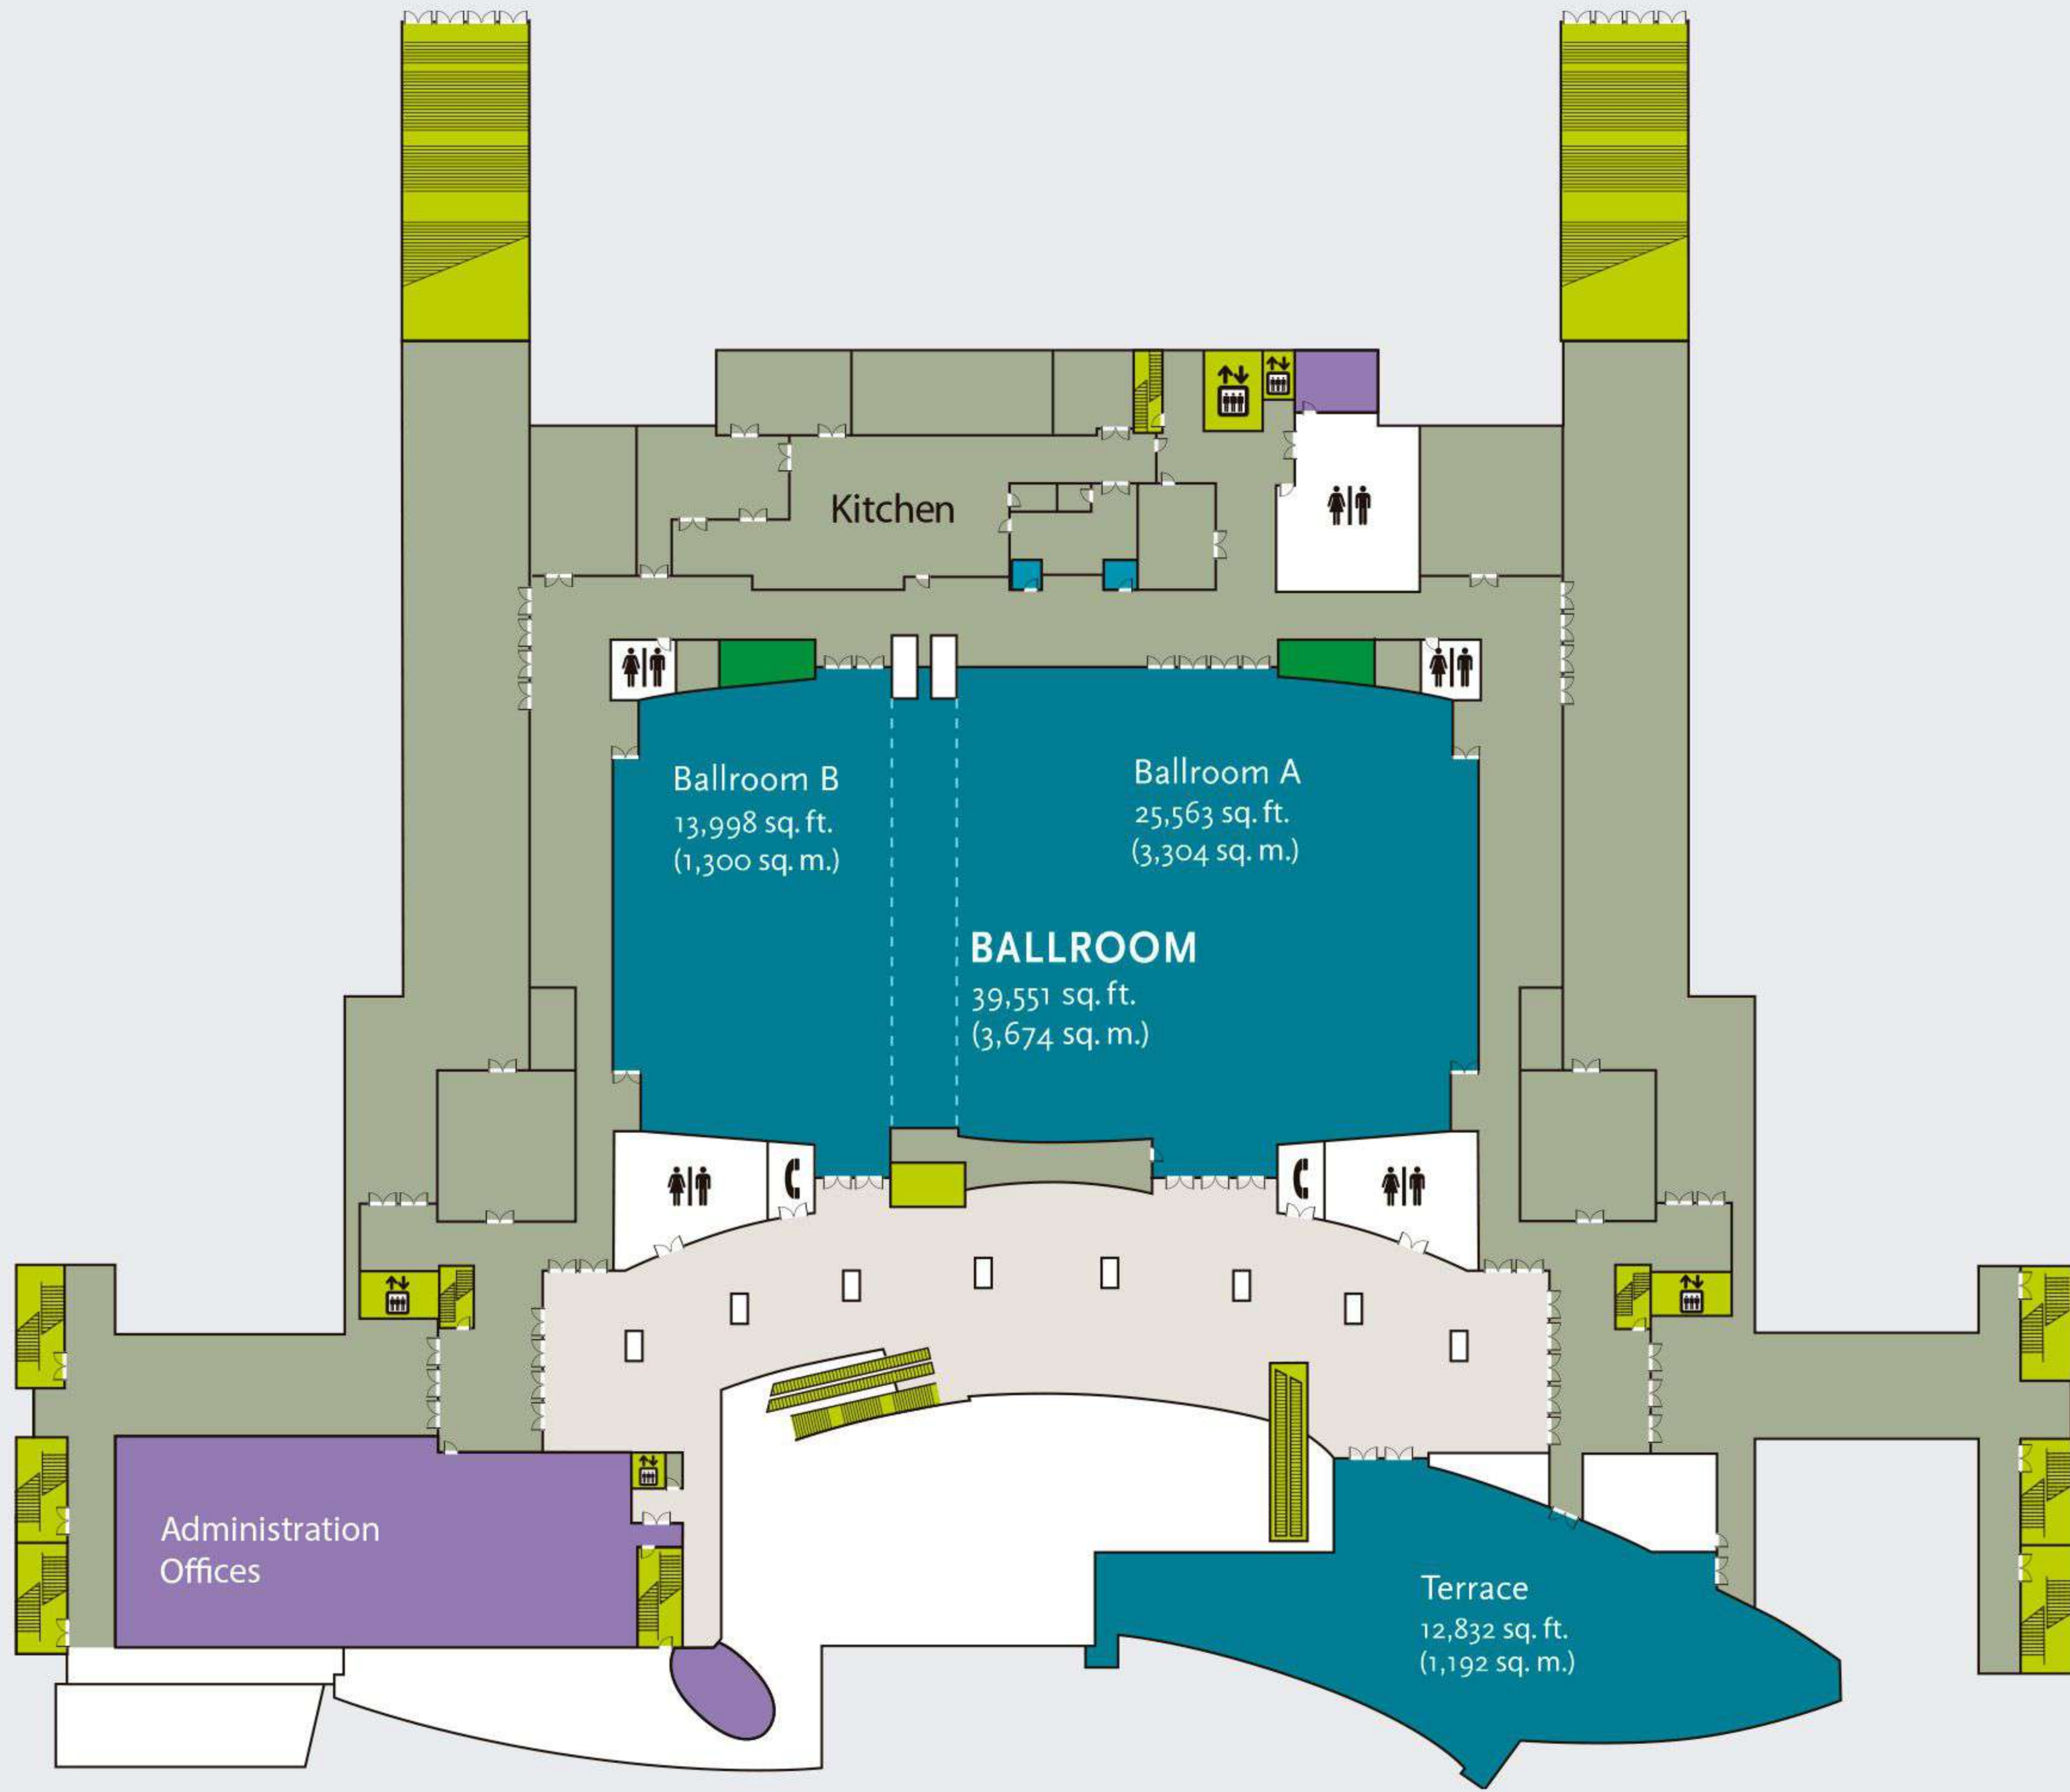 Kitchen
Ballroom B
13,998 sq. ft.
(1,300 sq. m.)
Ballroom A
25,563 sq. ft.
(3,304 sq. m.)
BALLROOM
39,551 sq. ft.
(3,674 sq. m.)
Administration
Offices
Terrace
12,832 sq. ft.
(1,192 sq. m.)